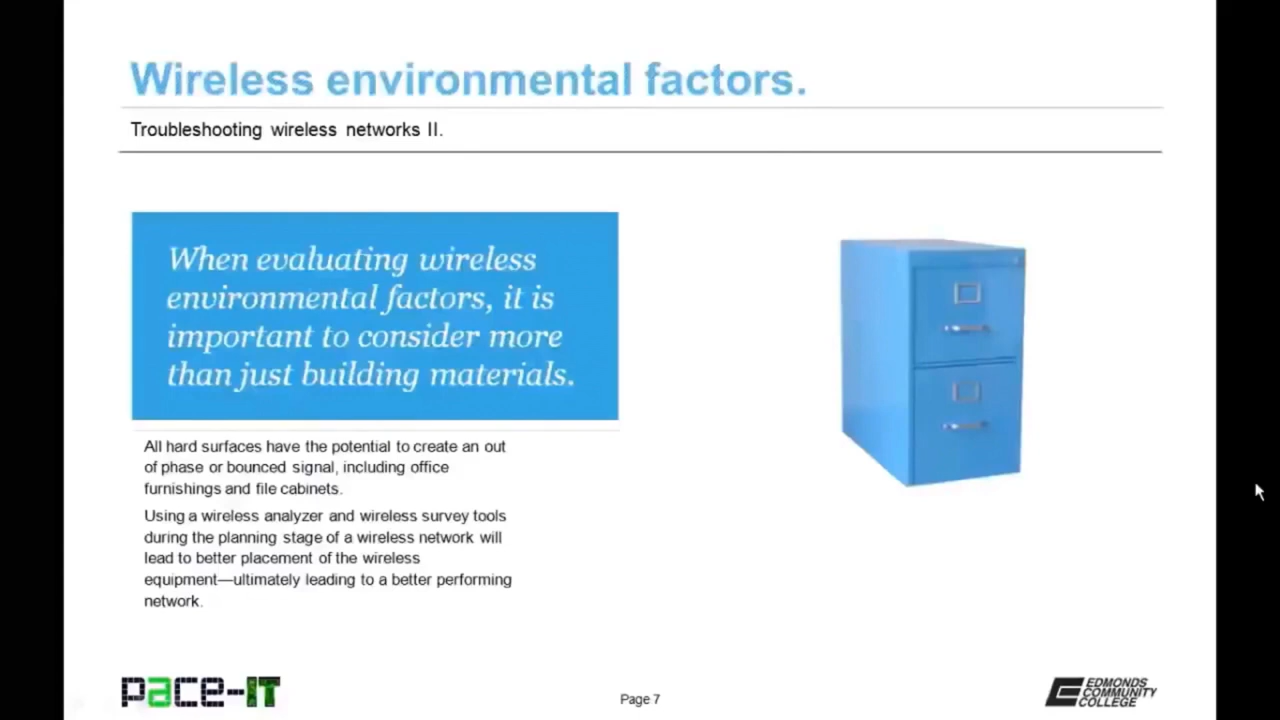 Wireless environmental factors.
Troubleshooting wireless networks II.
When evaluating wireless
environmental factors, it is
important to consider more
than just building materials.
All hard surfaces have the potential to create an out
of phase or bounced signal, including office
furnishings and file cabinets.
Using a wireless analyzer and wireless survey tools
during the planning stage of a wireless network will
lead to better placement of the wireless
equipment—ultimately leading to a better performing
network.
pace-IT
Page 7
EDMONDS
COMMUNITY
COLLEGE